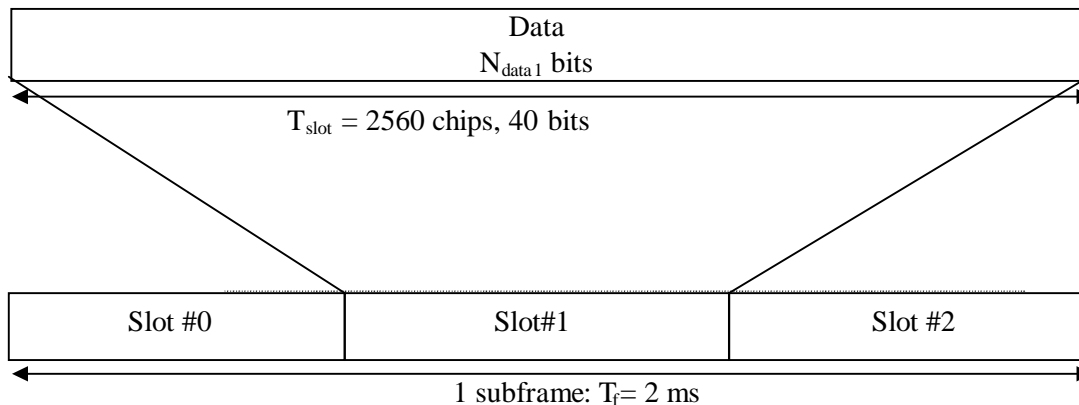 Data
N_data1 bits
T_slot = 2560 chips, 40 bits
Slot #0
Slot#1
Slot #2
1 subframe: T_f= 2 ms